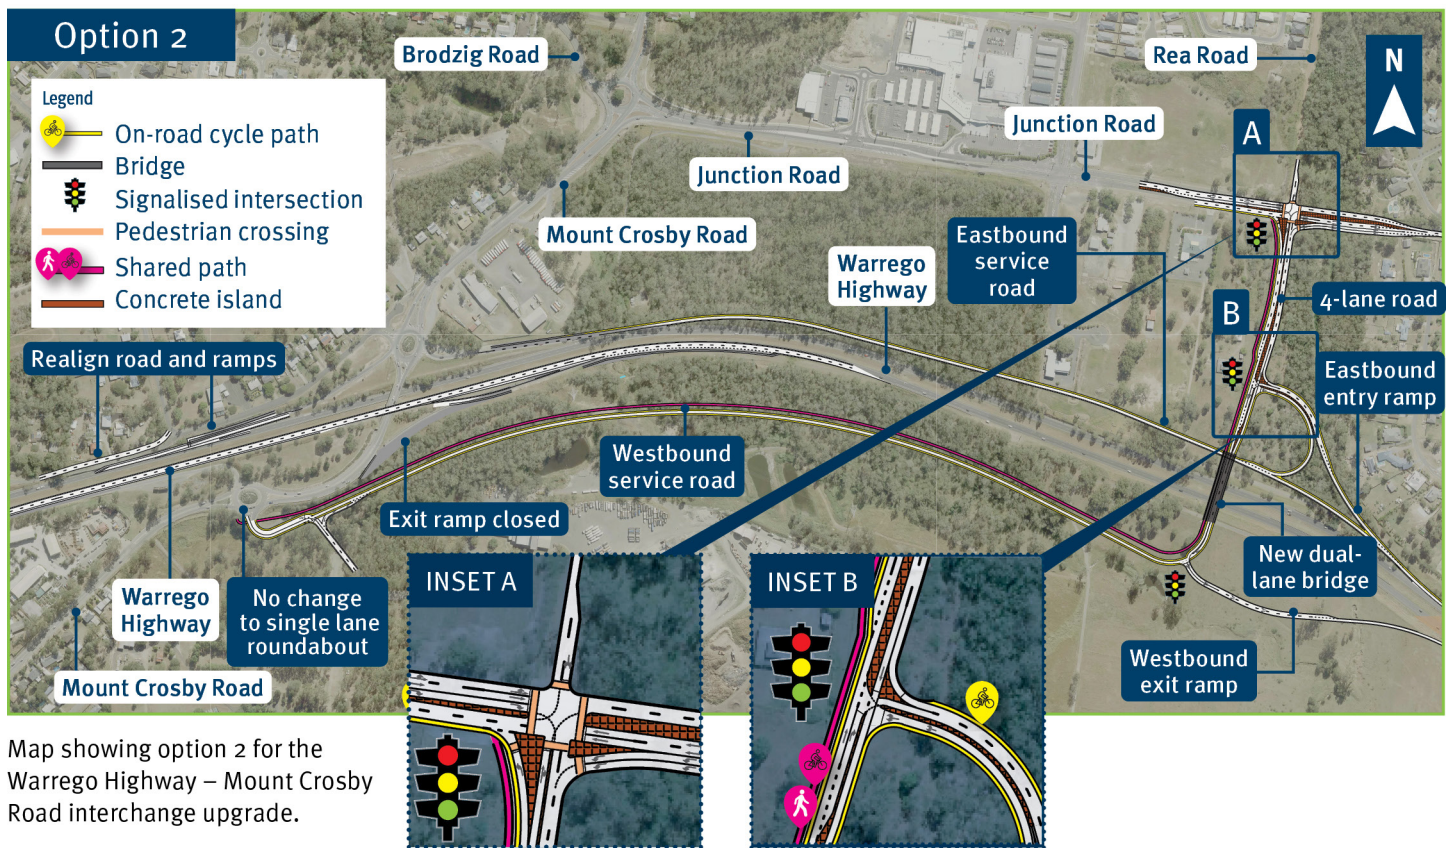 Option 2
Legend
On-road cycle path
Bridge
Signalised intersection
Pedestrian crossing
Shared path
Concrete island
Brodzig Road
Rea Road
N
Junction Road
A
Junction Road
Mount Crosby Road
Eastbound
service
road
Warrego
Highway
4-lane road
B
Realign road and ramps
Eastbound
entry ramp
Westbound
service road
Exit ramp closed
New dual-
lane bridge
INSET A
INSET B
Warrego
Highway
No change
to single lane
roundabout
Westbound
exit ramp
Mount Crosby Road
Map showing option 2 for the
Warrego Highway – Mount Crosby
Road interchange upgrade.